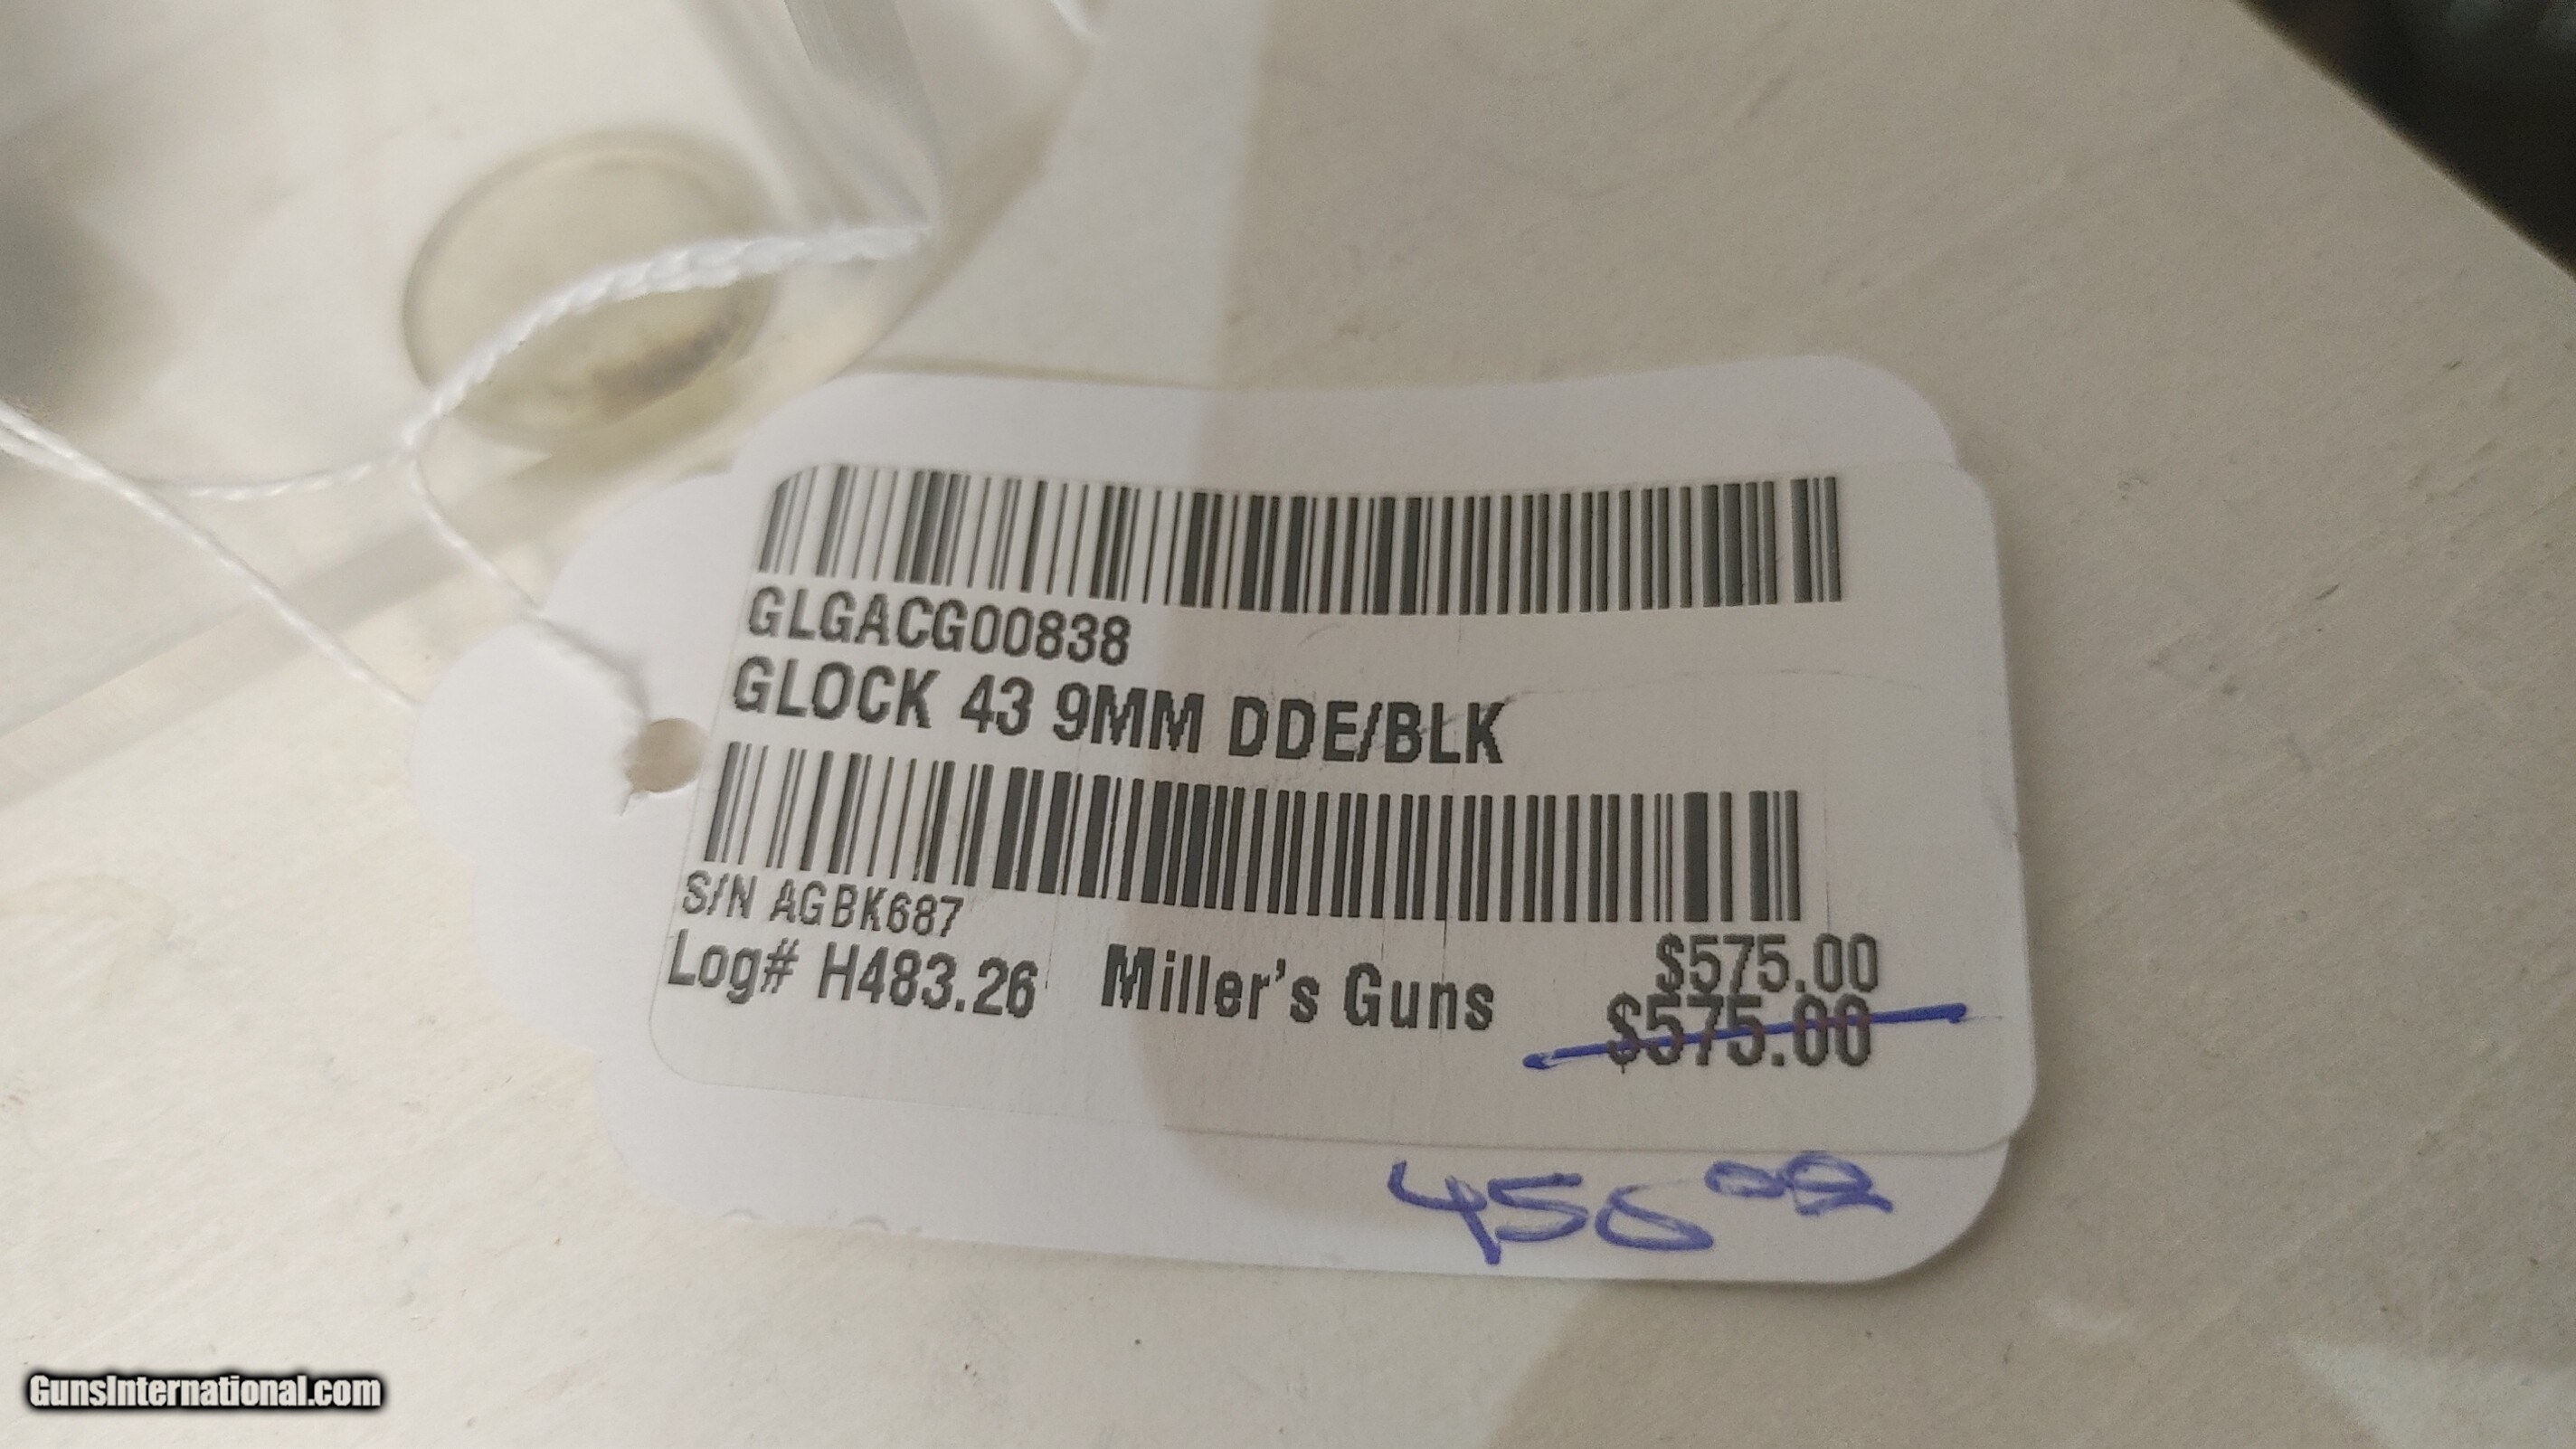 GLGACG00838
GLOCK 43 9MM DDE/BLK
S/N AGBK687
Log# H483.26 Miller's Guns $575.00
$575.00
450.00
GunsInternational.com